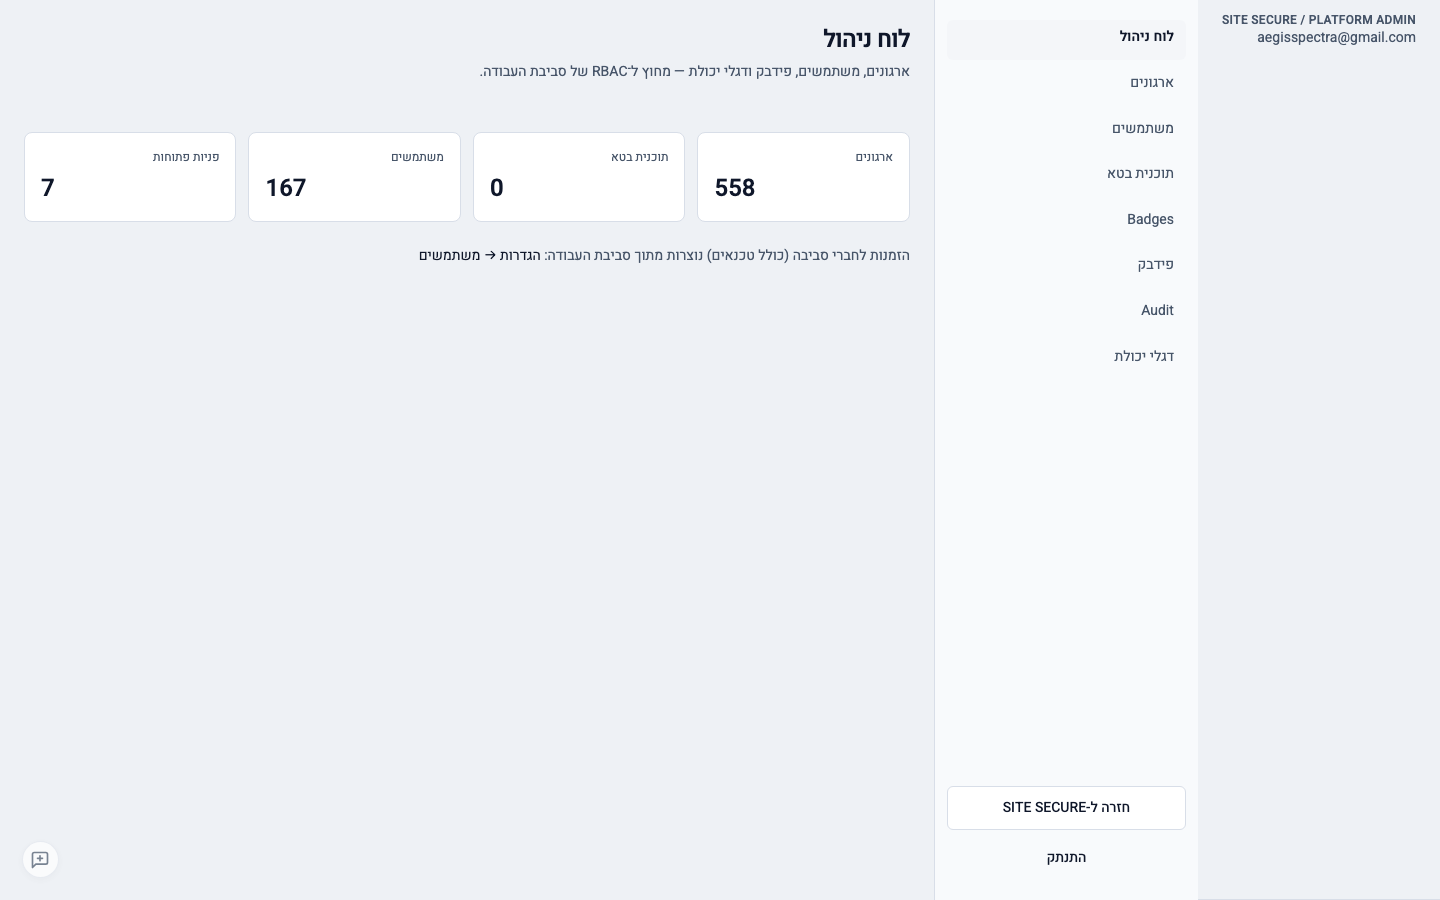 SITE SECURE / PLATFORM ADMIN
aegisspectra@gmail.com
לוח ניהול
ארגונים
משתמשים
תוכנית בטא
Badges
פידבק
Audit
דגלי יכולת
חזרה ל-SITE SECURE
התנתק
לוח ניהול
ארגונים, משתמשים, פידבק ודגלי יכולת — מחוץ ל־RBAC של סביבת העבודה.
ארגונים
558
תוכנית בטא
0
משתמשים
167
פניות פתוחות
7
הזמנות לחברי סביבה (כולל טכנאים) נוצרות מתוך סביבת העבודה: הגדרות → משתמשים